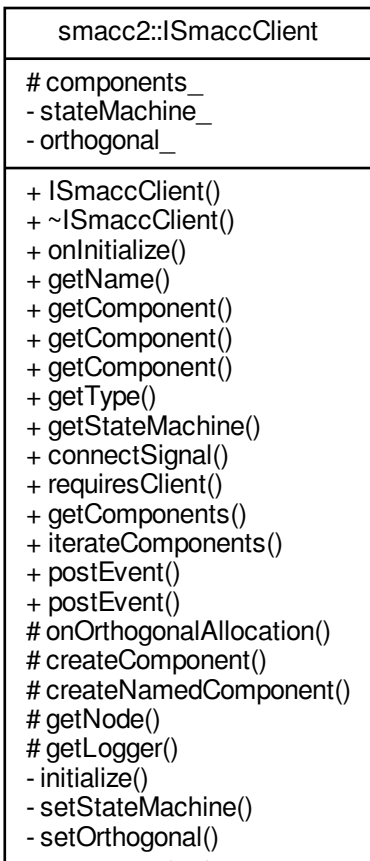 smacc2::ISmaccClient
# components_
- stateMachine_
- orthogonal_
+ ISmaccClient()
+ ~ISmaccClient()
+ onInitialize()
+ getName()
+ getComponent()
+ getComponent()
+ getComponent()
+ getType()
+ getStateMachine()
+ connectSignal()
+ requiresClient()
+ getComponents()
+ iterateComponents()
+ postEvent()
+ postEvent()
# onOrthogonalAllocation()
# createComponent()
# createNamedComponent()
# getNode()
# getLogger()
- initialize()
- setStateMachine()
- setOrthogonal()